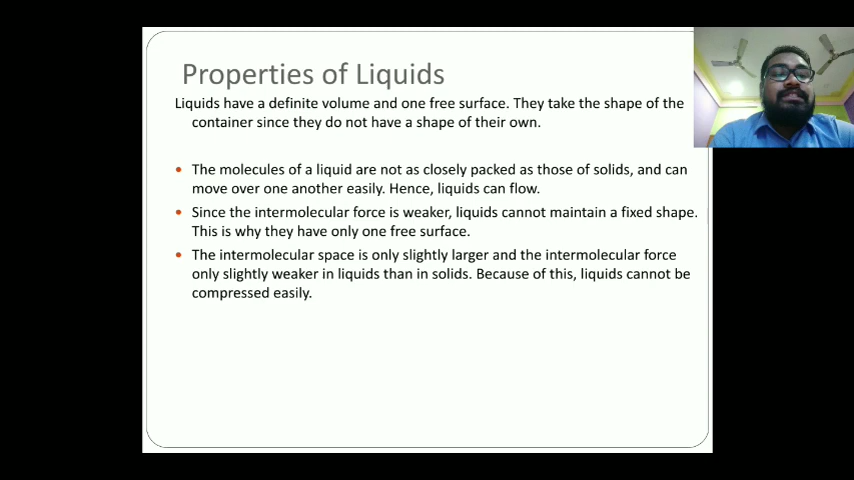 Properties of Liquids
Liquids have a definite volume and one free surface. They take the shape of the
container since they do not have a shape of their own.
• The molecules of a liquid are not as closely packed as those of solids, and can
move over one another easily. Hence, liquids can flow.
• Since the intermolecular force is weaker, liquids cannot maintain a fixed shape.
This is why they have only one free surface.
• The intermolecular space is only slightly larger and the intermolecular force
only slightly weaker in liquids than in solids. Because of this, liquids cannot be
compressed easily.